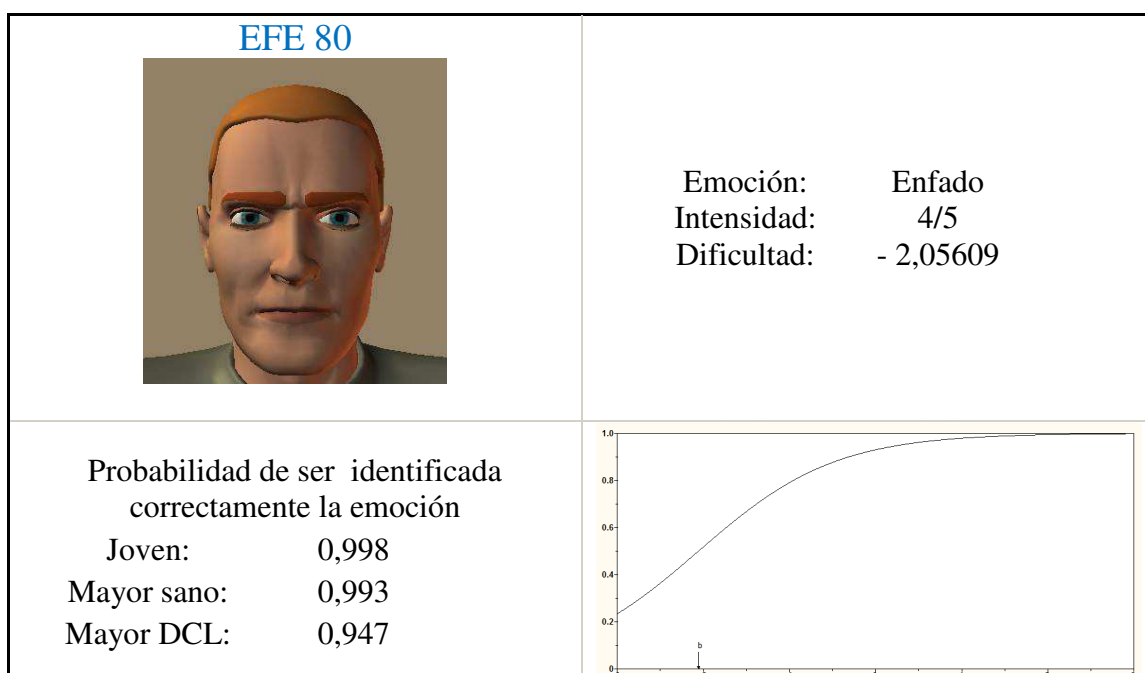 EFE 80
Emoción: Enfado
Intensidad: 4/5
Dificultad: - 2,05609
Probabilidad de ser identificada
correctamente la emoción
Joven: 0,998
Mayor sano: 0,993
Mayor DCL: 0,947
1.0
0.8
0.6
0.4
0.2
0
b